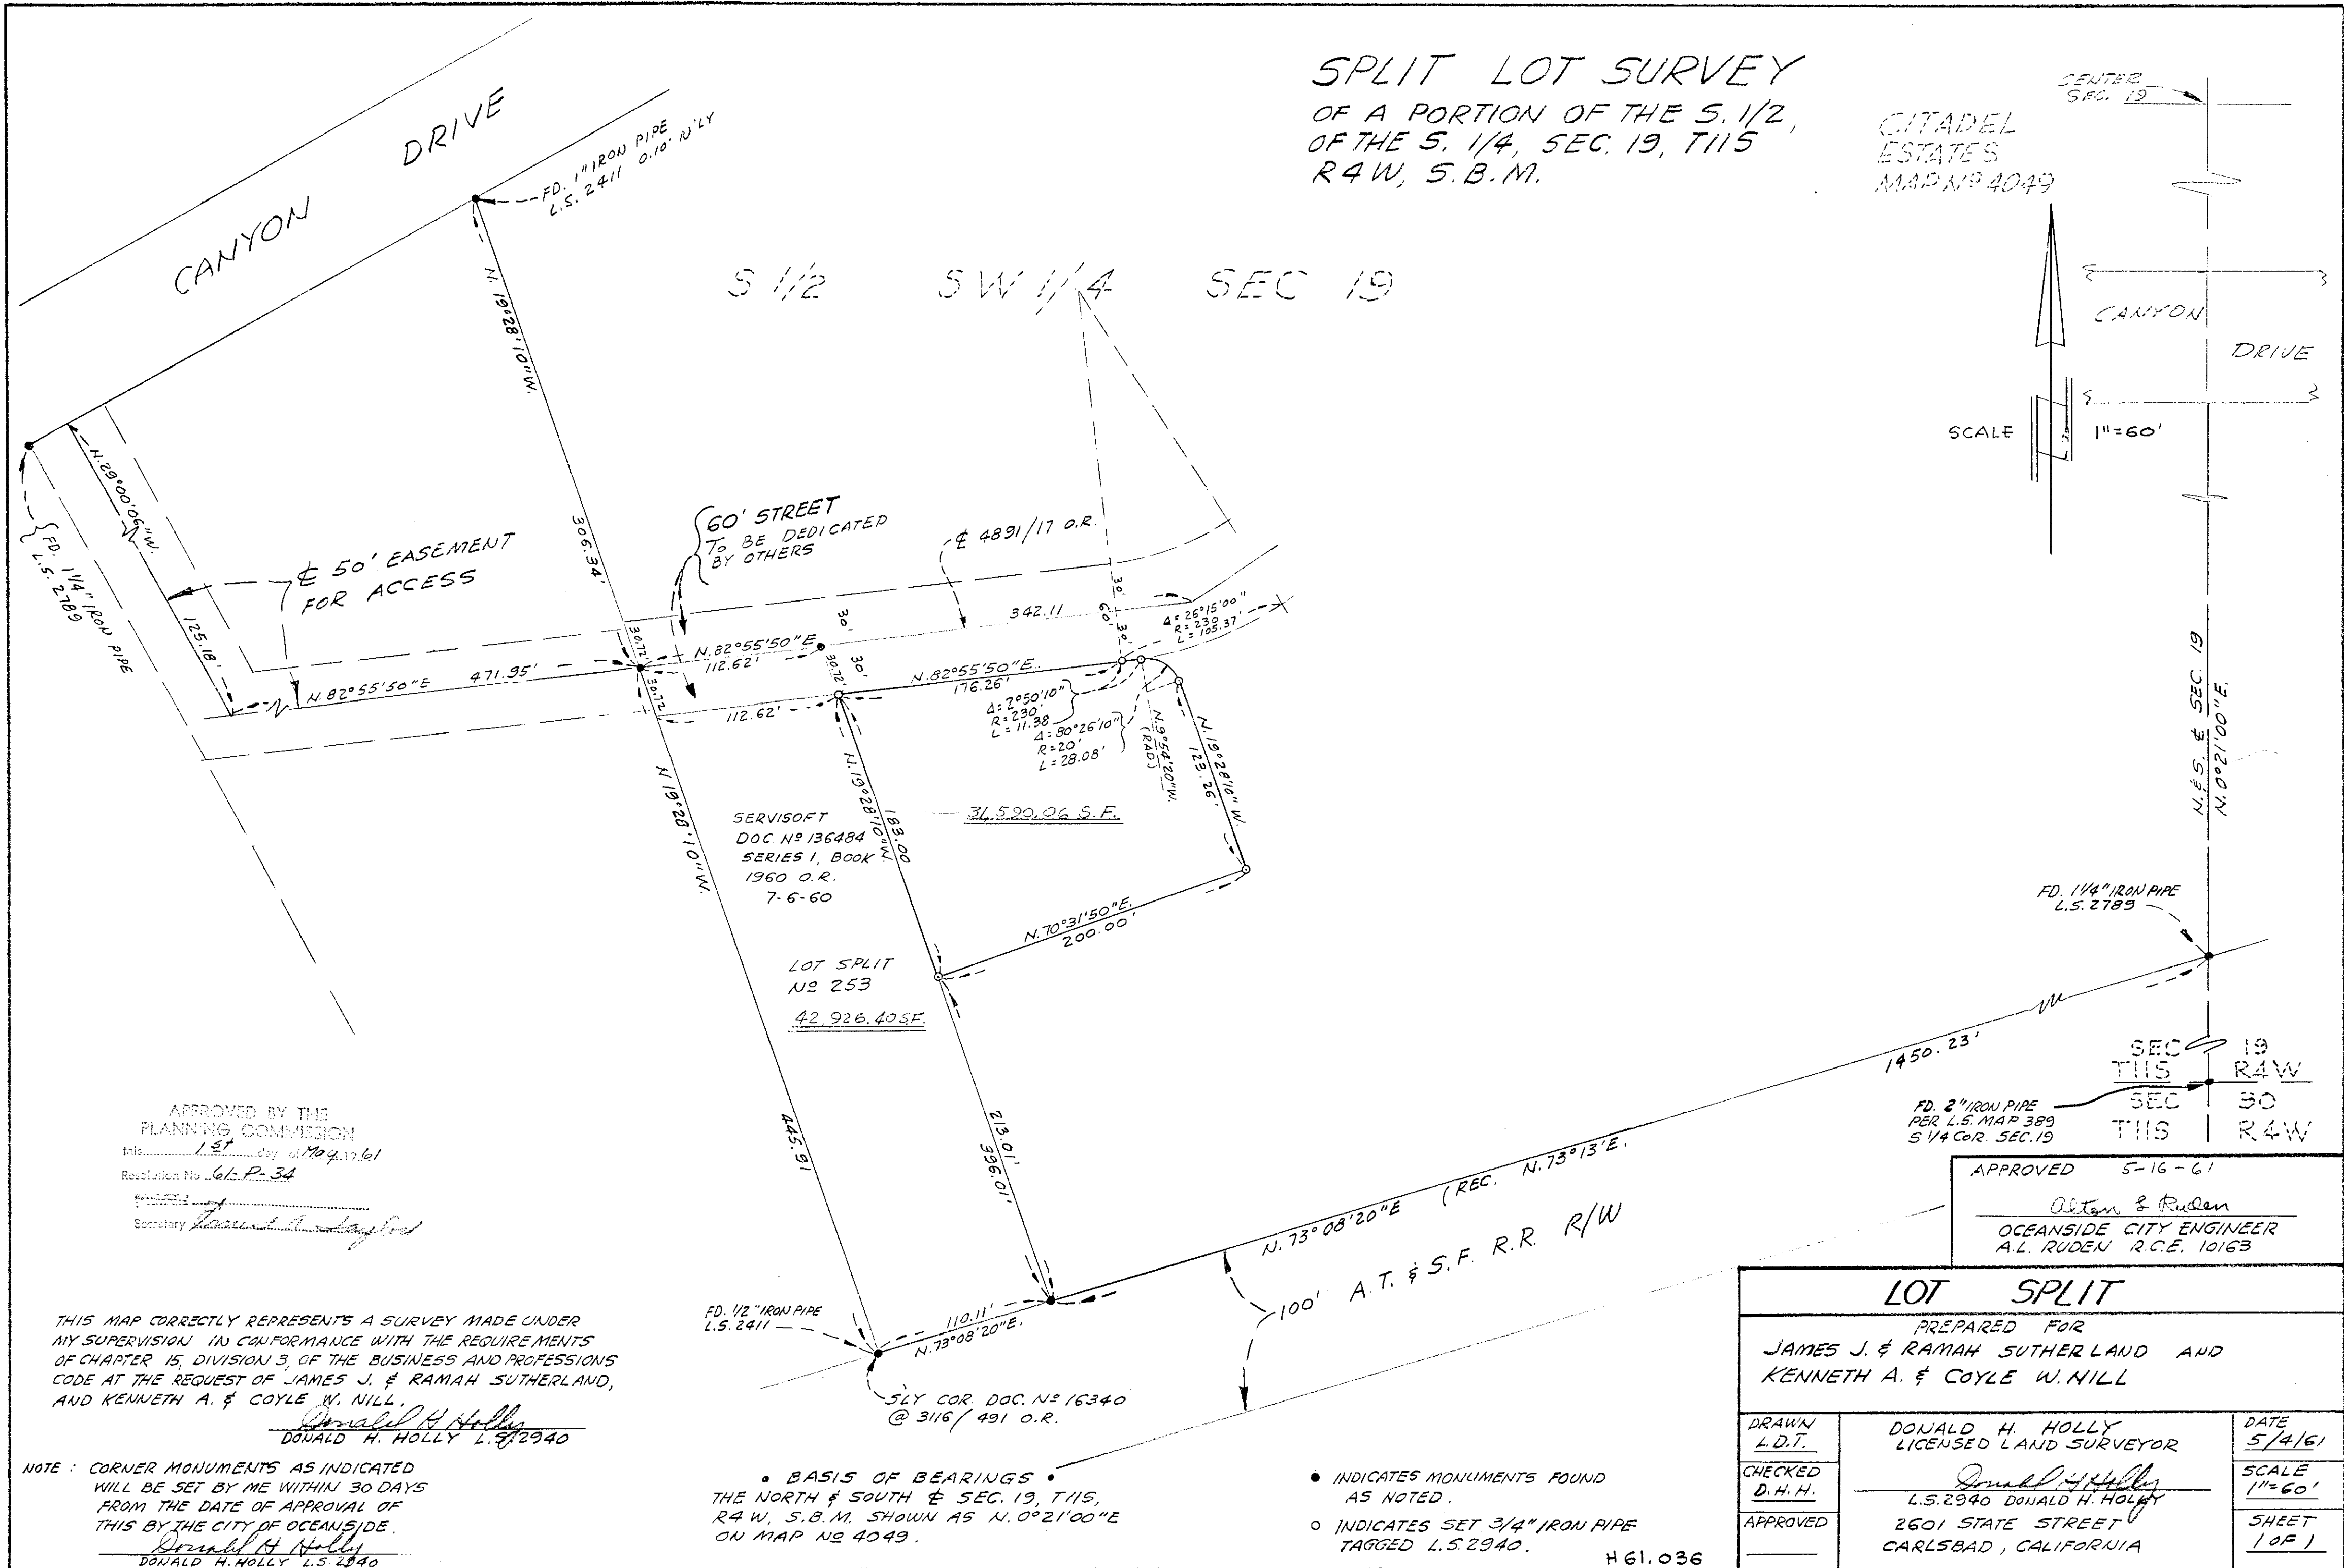 SPLIT LOT SURVEY
OF A PORTION OF THE S. 1/2,
OF THE S. 1/4, SEC. 19, T11S
R4W, S.B.M.
CENTER
SEC. 19
CITADEL
ESTATES
MAP Nº 4049
CANYON DRIVE
FD. 1" IRON PIPE
L.S. 2411 0.10' N'LY
S 1/2 SW 1/4 SEC 19
CANYON
DRIVE
SCALE 1"=60'
N. 19°28'10"W.
306.34'
N.29°00'06"W.
125.18'
FD. 1 1/4" IRON PIPE
L.S. 2789
℄ 50' EASEMENT
FOR ACCESS
60' STREET
TO BE DEDICATED
BY OTHERS
℄ 4891/17 O.R.
342.11
30'
60'
30'
Δ= 26°15'00"
R= 230
L= 105.37'
30.72'
30.72'
N.82°55'50"E
112.62'
30'
30'
30.72'
N.82°55'50"E 471.95'
112.62'
N.82°55'50"E.
176.26'
Δ= 2°50'10"
R= 230'
L= 11.38
Δ= 80°26'10"
R=20'
L= 28.08'
N.9°54'20"W.
(RAD)
N.19°28'10" W.
123.26'
N.19°28'10"W.
183.00
N 19°28'10"W.
SERVISOFT
DOC. Nº 136484
SERIES 1, BOOK
1960 O.R.
7-6-60
31,590.06 S.F.
N.70°31'50"E.
200.00'
LOT SPLIT
Nº 253
42,926.40 SF.
N.& S. ℄ SEC. 19
N.0°21'00"E.
FD. 1 1/4" IRON PIPE
L.S. 2789
445.91
213.01'
396.01'
1450.23'
SEC 19
T11S R4W
SEC 30
T11S R4W
FD. 2" IRON PIPE
PER L.S. MAP 389
S 1/4 COR. SEC.19
N. 73°08'20"E (REC. N.73°13'E.
100' A.T. & S.F. R.R. R/W
FD. 1/2" IRON PIPE
L.S. 2411
110.11'
N.73°08'20"E.
S'LY COR. DOC. Nº 16340
@ 3116/491 O.R.
APPROVED BY THE
PLANNING COMMISSION
this 1st day of May 1961
Resolution No. 61-P-34
Secretary
APPROVED 5-16-61
Alton L Ruden
OCEANSIDE CITY ENGINEER
A.L. RUDEN R.C.E. 10163
THIS MAP CORRECTLY REPRESENTS A SURVEY MADE UNDER
MY SUPERVISION IN CONFORMANCE WITH THE REQUIREMENTS
OF CHAPTER 15, DIVISION 3, OF THE BUSINESS AND PROFESSIONS
CODE AT THE REQUEST OF JAMES J. & RAMAH SUTHERLAND,
AND KENNETH A. & COYLE W. NILL.
Donald H Holly
DONALD H. HOLLY L.S. 2940
NOTE : CORNER MONUMENTS AS INDICATED
WILL BE SET BY ME WITHIN 30 DAYS
FROM THE DATE OF APPROVAL OF
THIS BY THE CITY OF OCEANSIDE.
Donald H Holly
DONALD H. HOLLY L.S. 2940
• BASIS OF BEARINGS •
THE NORTH & SOUTH ℄ SEC. 19, T11S,
R4W, S.B.M. SHOWN AS N. 0°21'00"E
ON MAP Nº 4049.
● INDICATES MONUMENTS FOUND
AS NOTED.
○ INDICATES SET 3/4" IRON PIPE
TAGGED L.S. 2940.
H61.036
LOT SPLIT
PREPARED FOR
JAMES J. & RAMAH SUTHERLAND AND
KENNETH A. & COYLE W. NILL
DRAWN
L.D.T.
DONALD H. HOLLY
LICENSED LAND SURVEYOR
DATE
5/4/61
CHECKED
D.H.H.
Donald H Holly
L.S. 2940 DONALD H. HOLLY
SCALE
1"=60'
APPROVED
2601 STATE STREET
CARLSBAD, CALIFORNIA
SHEET
1 OF 1